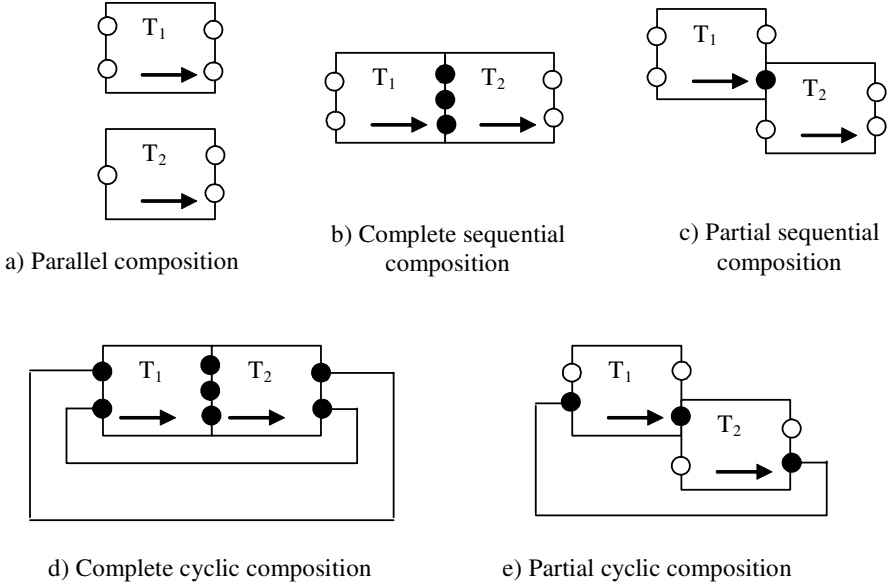 T1
T2
a) Parallel composition
T1 T2
b) Complete sequential
composition
T1
T2
c) Partial sequential
composition
T1 T2
d) Complete cyclic composition
T1
T2
e) Partial cyclic composition